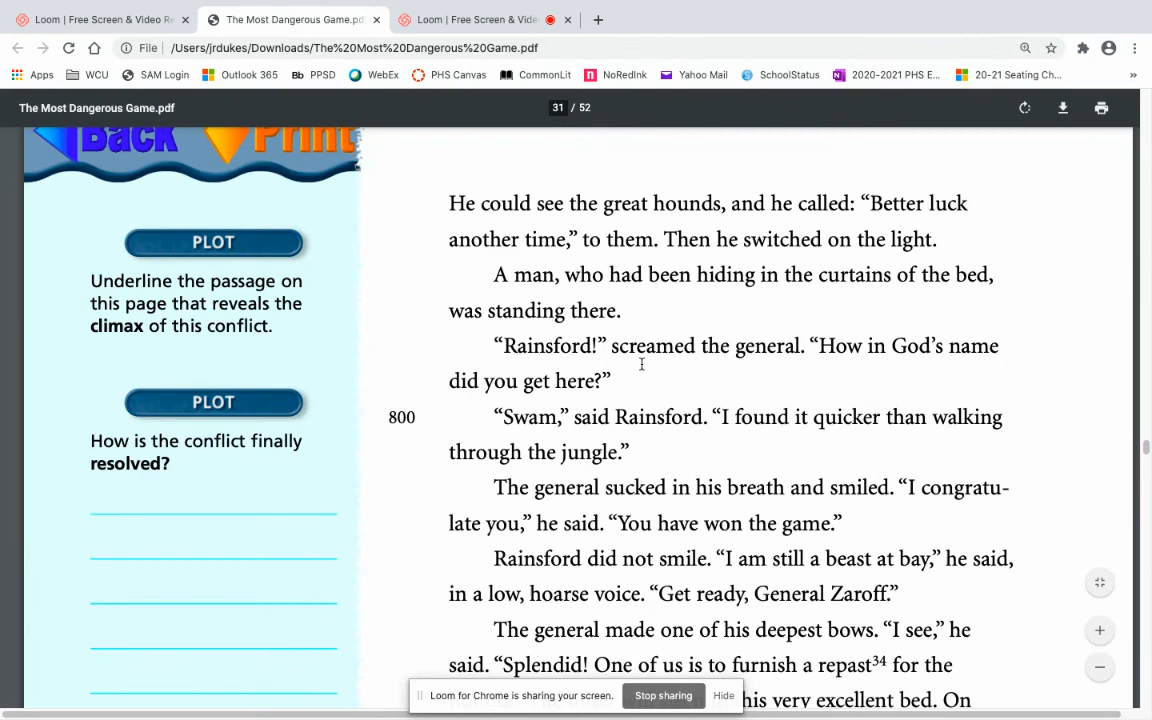 Loom | Free Screen & Video Re
The Most Dangerous Game.pd
Loom | Free Screen & Vide
File
/Users/jrdukes/Downloads/The%20Most%20Dangerous%20Game.pdf
Apps
WCU
SAM Login
Outlook 365
Bb PPSD
WebEx
PHS Canvas
CommonLit
NoRedInk
Yahoo Mail
SchoolStatus
2020-2021 PHS E...
20-21 Seating Ch...
The Most Dangerous Game.pdf
31 / 52
Back
Print
PLOT
Underline the passage on
this page that reveals the
climax of this conflict.
PLOT
How is the conflict finally
resolved?
He could see the great hounds, and he called: “Better luck
another time,” to them. Then he switched on the light.
A man, who had been hiding in the curtains of the bed,
was standing there.
“Rainsford!” screamed the general. “How in God’s name
did you get here?”
800
“Swam,” said Rainsford. “I found it quicker than walking
through the jungle.”
The general sucked in his breath and smiled. “I congratu-
late you,” he said. “You have won the game.”
Rainsford did not smile. “I am still a beast at bay,” he said,
in a low, hoarse voice. “Get ready, General Zaroff.”
The general made one of his deepest bows. “I see,” he
said. “Splendid! One of us is to furnish a repast34 for the
his very excellent bed. On
Loom for Chrome is sharing your screen.
Stop sharing
Hide